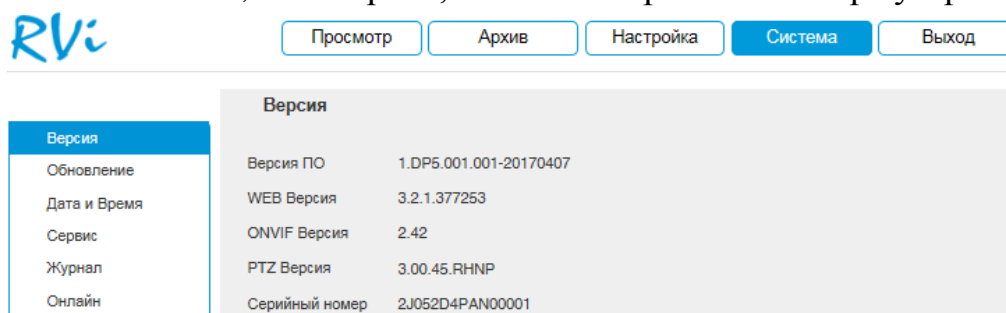 RVi
Просмотр Архив Настройка Система Выход
Версия
Версия
Обновление
Дата и Время
Сервис
Журнал
Онлайн
Версия ПО 1.DP5.001.001-20170407
WEB Версия 3.2.1.377253
ONVIF Версия 2.42
PTZ Версия 3.00.45.RHNP
Серийный номер 2J052D4PAN00001